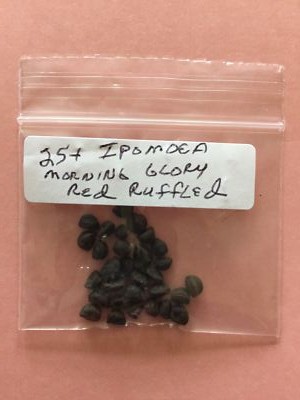 25+ IPOMOEA
MORNING GLORY
RED RUFFLED